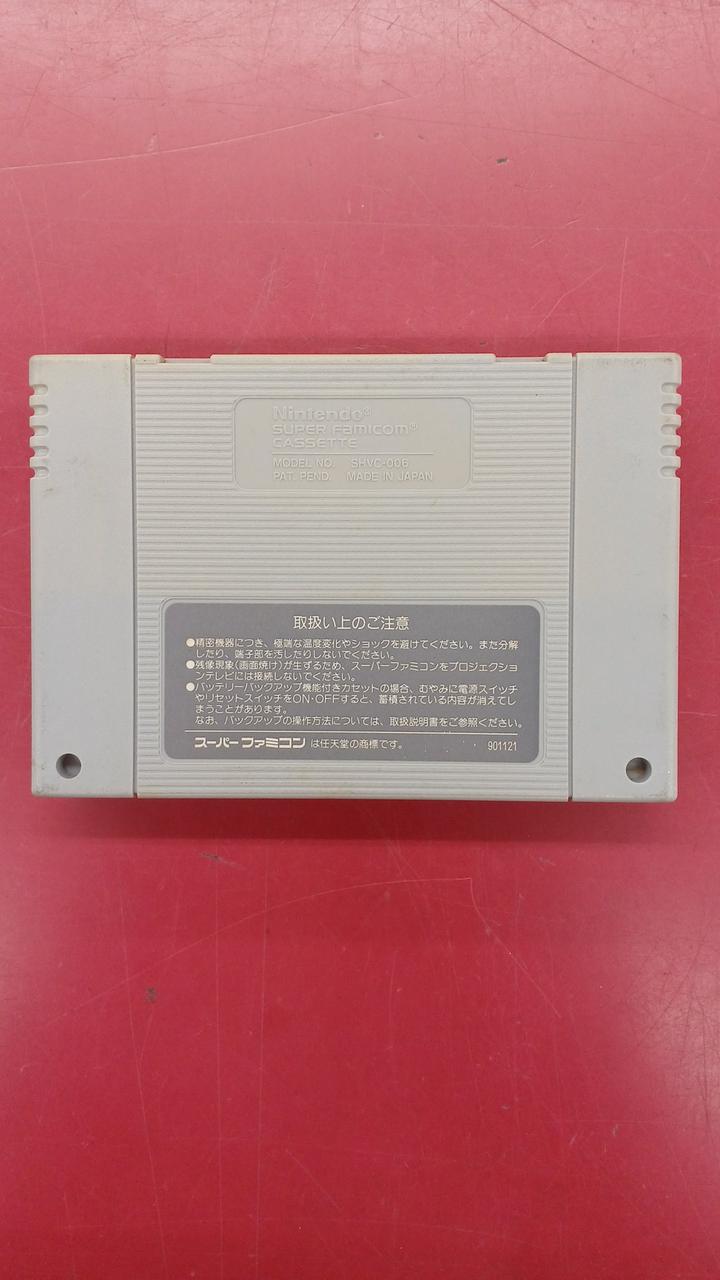 Nintendo®
SUPER FAMICOM®
CASSETTE
MODEL NO. SHVC-006
PAT. PEND. MADE IN JAPAN
取扱い上のご注意
●精密機器につき、極端な温度変化やショックを避けてください。また分解
したり、端子部を汚したりしないでください。
●残像現象(画面焼け)が生ずるため、スーパーファミコンをプロジェクショ
ンテレビには接続しないでください。
●バッテリーバックアップ機能付きカセットの場合、むやみに電源スイッチ
やリセットスイッチをON・OFFすると、蓄積されている内容が消えてし
まうことがあります。
なお、バックアップの操作方法については、取扱説明書をご参照ください。
スーパーファミコン は任天堂の商標です。 901121